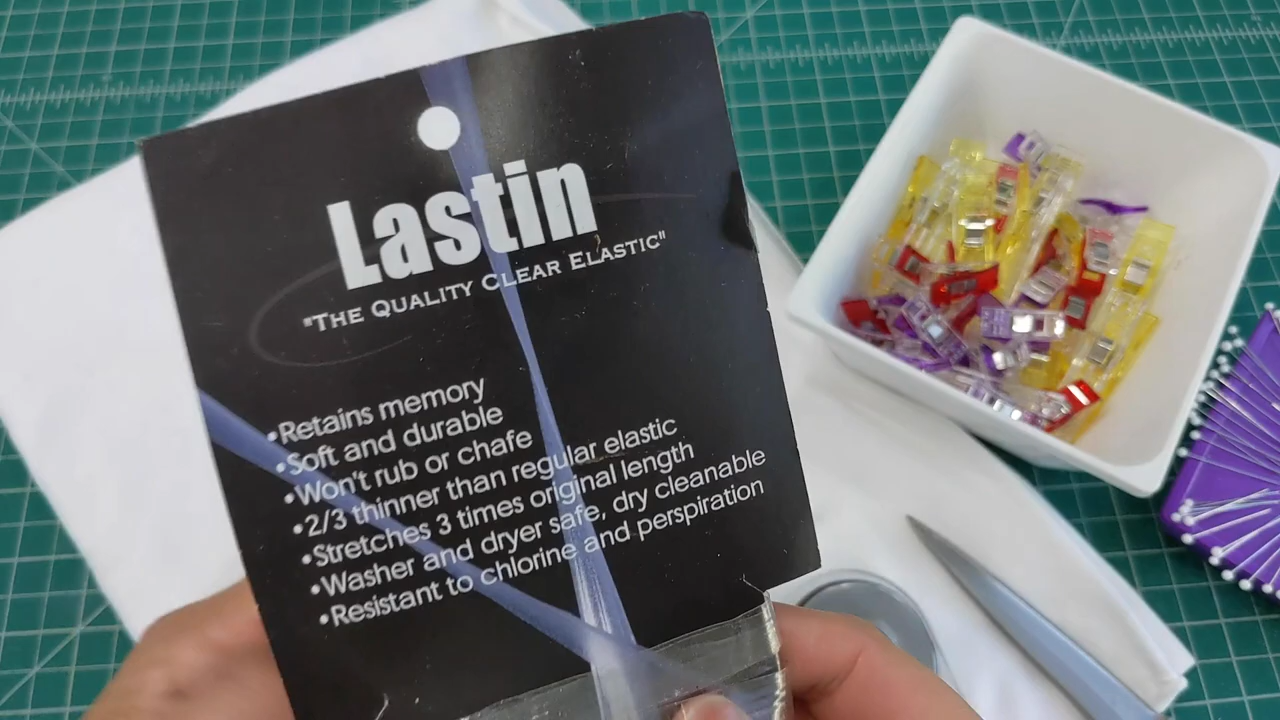 Lastin
"THE QUALITY CLEAR ELASTIC"
•Retains memory
•Soft and durable
•Won't rub or chafe
•2/3 thinner than regular elastic
•Stretches 3 times original length
•Washer and dryer safe, dry cleanable
•Resistant to chlorine and perspiration